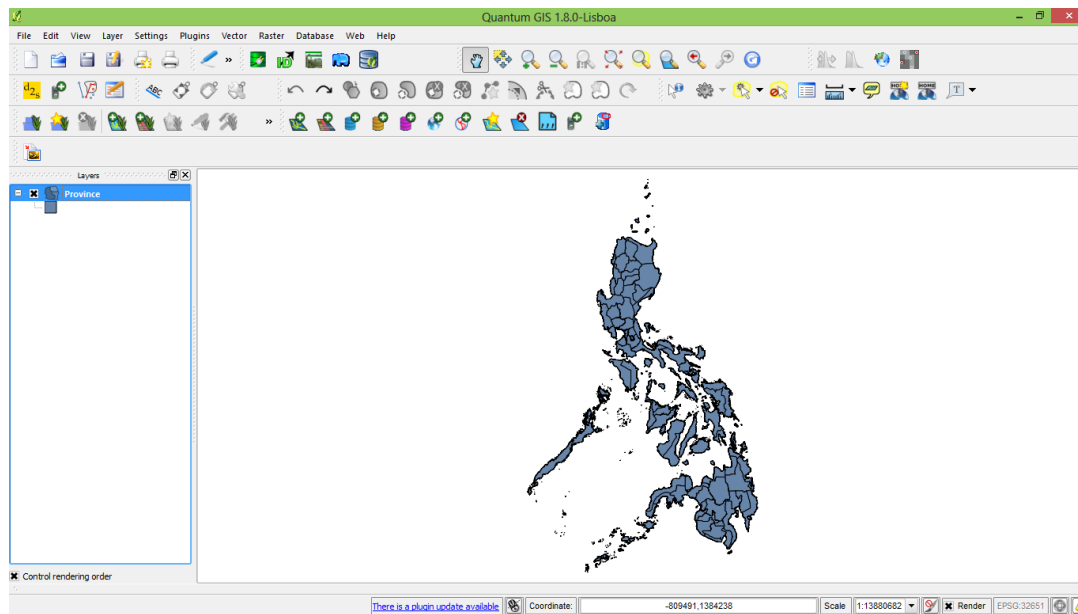 Quantum GIS 1.8.0-Lisboa
File Edit View Layer Settings Plugins Vector Raster Database Web Help
Layers
Province
Control rendering order
There is a plugin update available Coordinate: -809491,1384238 Scale 1:13880682 Render EPSG:32651